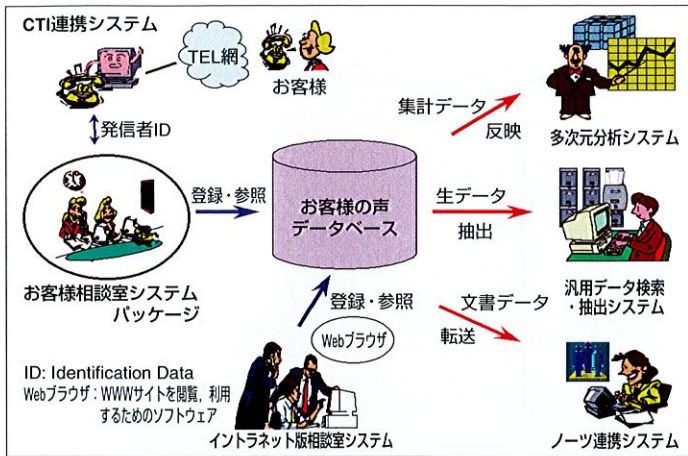 CTI連携システム
TEL網
お客様
発信者ID
集計データ
反映
多次元分析システム
登録・参照
お客様の声
データベース
生データ
抽出
お客様相談室システム
パッケージ
汎用データ検索
・抽出システム
登録・参照
Webブラウザ
文書データ
転送
ID: Identification Data
Webブラウザ：WWWサイトを閲覧，利用
するためのソフトウェア
イントラネット版相談室システム
ノーツ連携システム